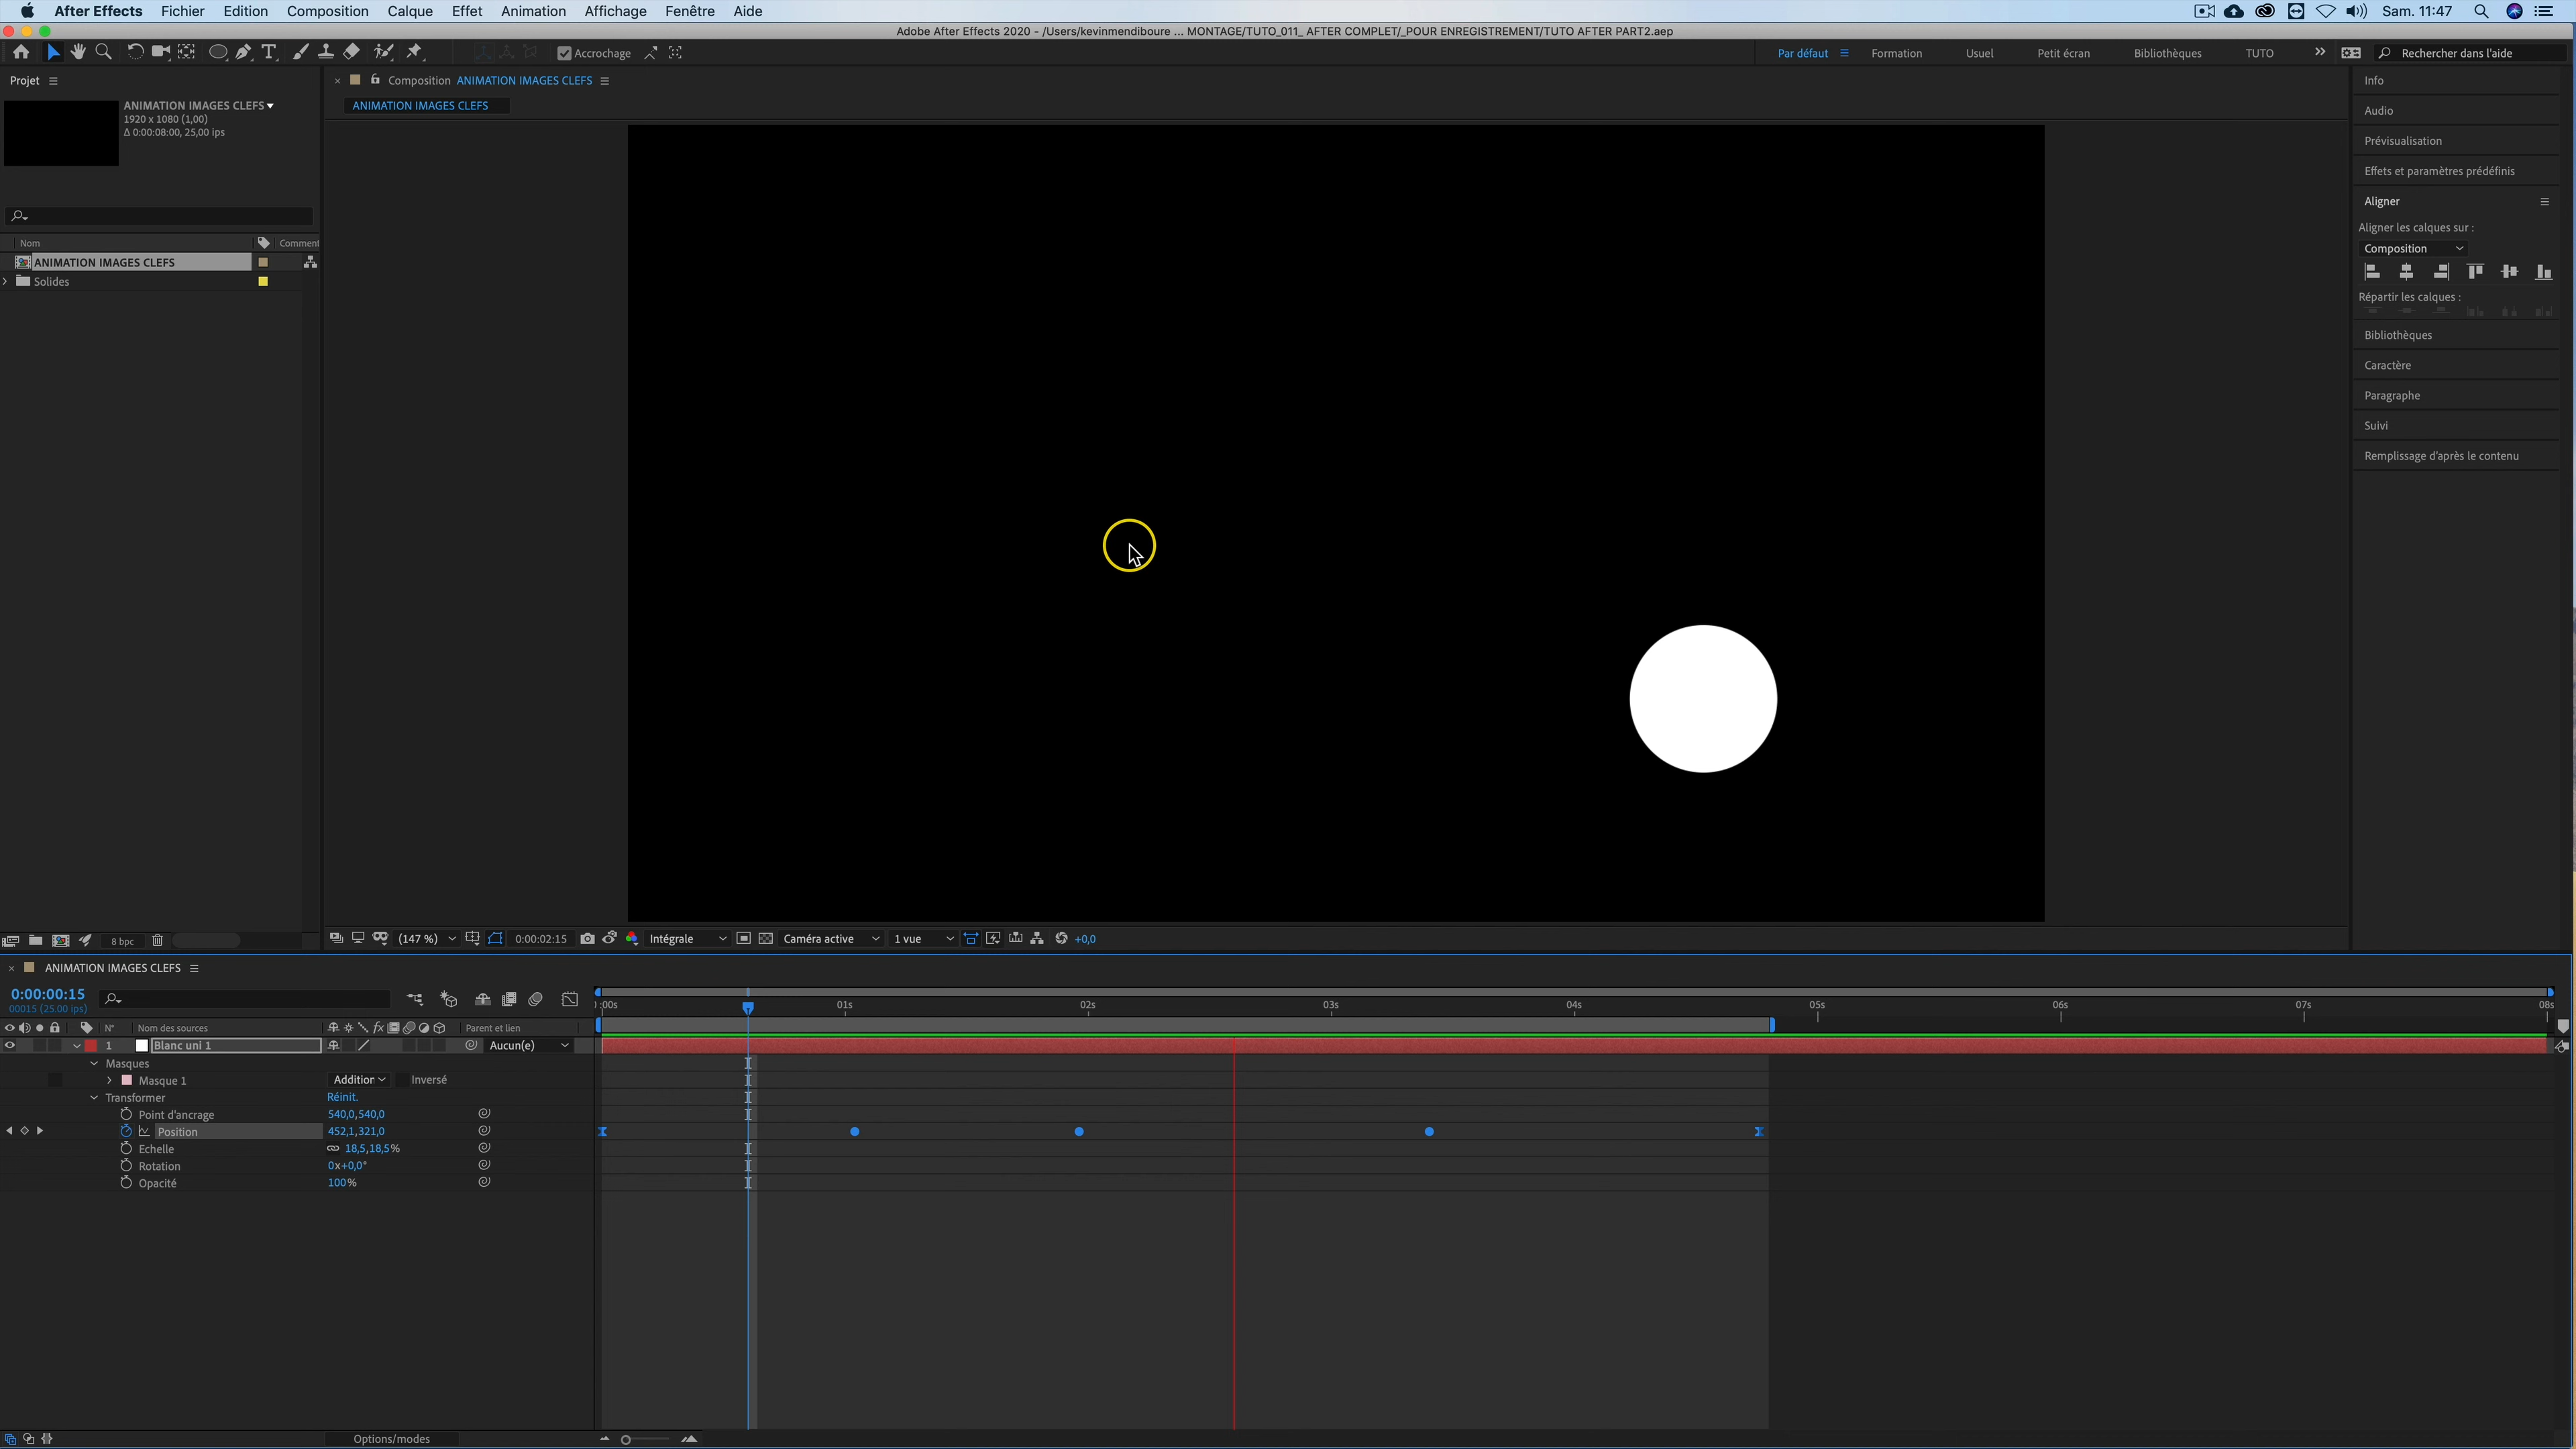 After Effects Fichier Edition Composition Calque Effet Animation Affichage Fenêtre Aide Sam. 11:47
Adobe After Effects 2020 - /Users/kevinmendiboure ... MONTAGE/TUTO_011_ AFTER COMPLET/_POUR ENREGISTREMENT/TUTO AFTER PART2.aep
Accrochage Par défaut Formation Usuel Petit écran Bibliothèques TUTO Rechercher dans l'aide
Projet
Composition ANIMATION IMAGES CLEFS
ANIMATION IMAGES CLEFS
ANIMATION IMAGES CLEFS
1920 x 1080 (1,00)
Δ 0:00:08:00, 25,00 ips
Nom Comment
ANIMATION IMAGES CLEFS
Solides
Info
Audio
Prévisualisation
Effets et paramètres prédéfinis
Aligner
Aligner les calques sur :
Composition
Répartir les calques :
Bibliothèques
Caractère
Paragraphe
Suivi
Remplissage d'après le contenu
8 bpc
(147 %) 0:00:02:15 Intégrale Caméra active 1 vue +0,0
ANIMATION IMAGES CLEFS
0:00:00:15
00015 (25.00 ips)
:00s 01s 02s 03s 04s 05s 06s 07s 08s
N° Nom des sources fx Parent et lien
1 Blanc uni 1 Aucun(e)
Masques
Masque 1 Addition Inversé
Transformer Réinit.
Point d'ancrage 540,0,540,0
Position 452,1,321,0
Echelle 18,5,18,5%
Rotation 0x+0,0°
Opacité 100%
Options/modes